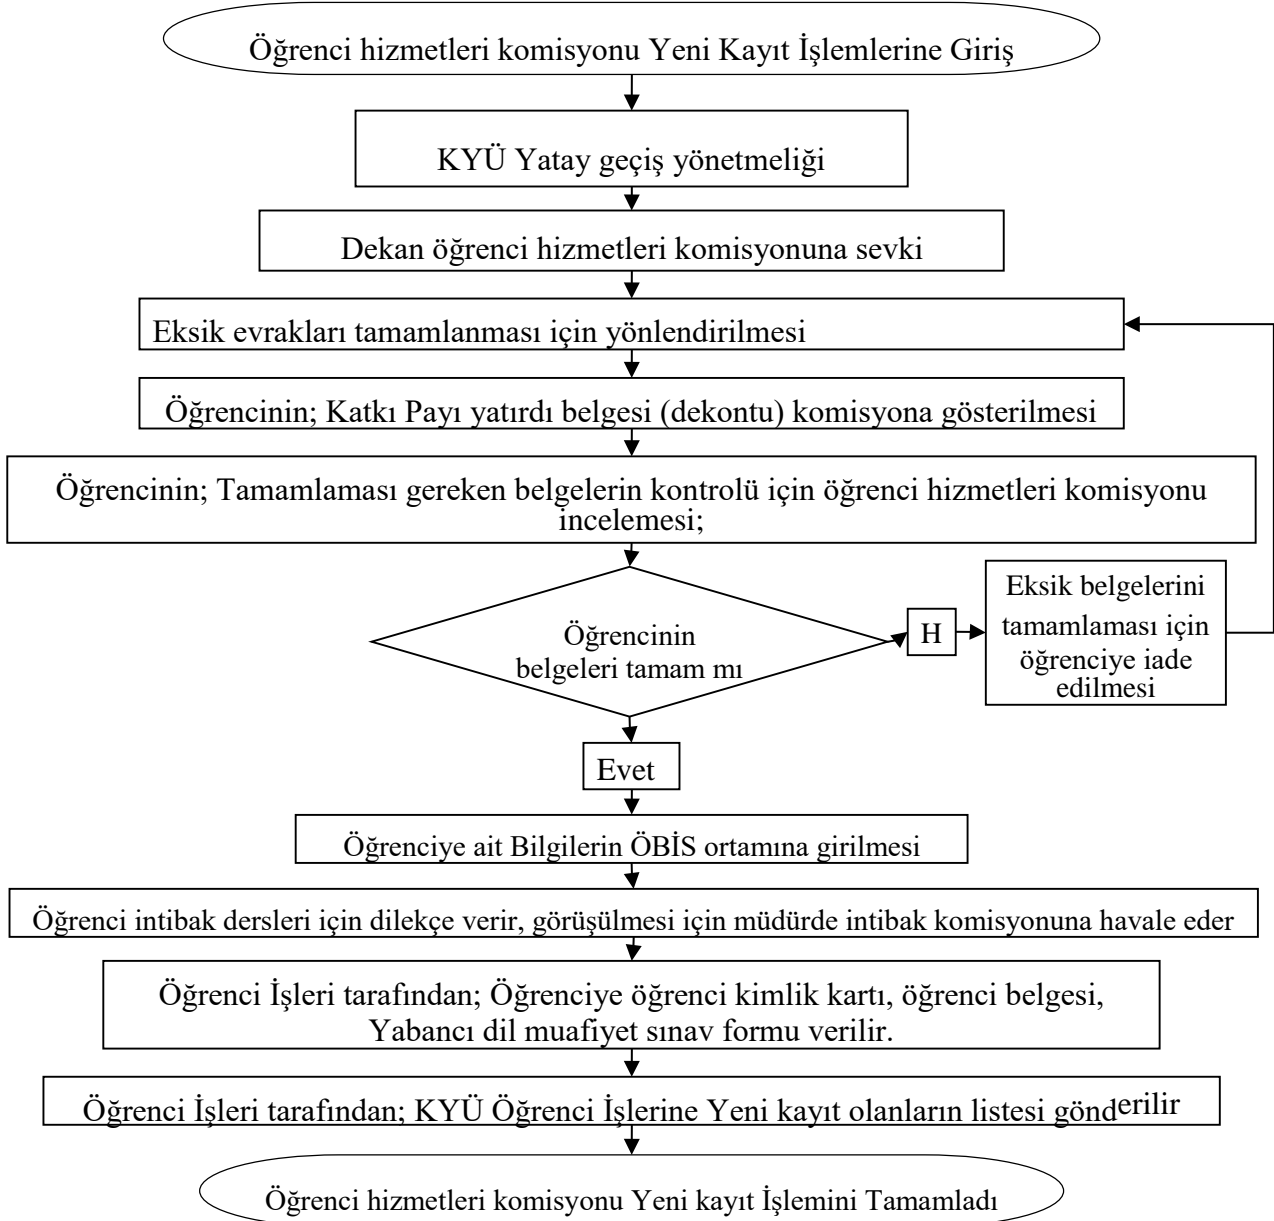 Öğrenci hizmetleri komisyonu Yeni Kayıt İşlemlerine Giriş
KYÜ Yatay geçiş yönetmeliği
Dekan öğrenci hizmetleri komisyonuna sevki
Eksik evrakları tamamlanması için yönlendirilmesi
Öğrencinin; Katkı Payı yatırdı belgesi (dekontu) komisyona gösterilmesi
Öğrencinin; Tamamlaması gereken belgelerin kontrolü için öğrenci hizmetleri komisyonu
incelemesi;
Öğrencinin
belgeleri tamam mı
H
Eksik belgelerini
tamamlaması için
öğrenciye iade
edilmesi
Evet
Öğrenciye ait Bilgilerin ÖBİS ortamına girilmesi
Öğrenci intibak dersleri için dilekçe verir, görüşülmesi için müdürde intibak komisyonuna havale eder
Öğrenci İşleri tarafından; Öğrenciye öğrenci kimlik kartı, öğrenci belgesi,
Yabancı dil muafiyet sınav formu verilir.
Öğrenci İşleri tarafından; KYÜ Öğrenci İşlerine Yeni kayıt olanların listesi gönderilir
Öğrenci hizmetleri komisyonu Yeni kayıt İşlemini Tamamladı